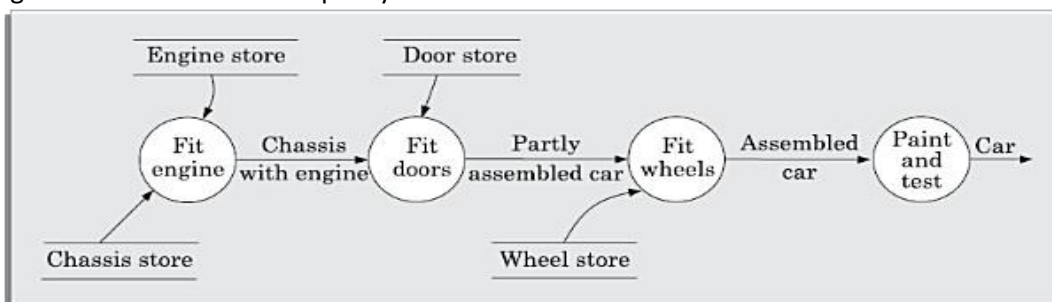 Engine store
Door store
Fit
engine
Chassis
with engine
Fit
doors
Partly
assembled car
Fit
wheels
Assembled
car
Paint
and
test
Car
Chassis store
Wheel store